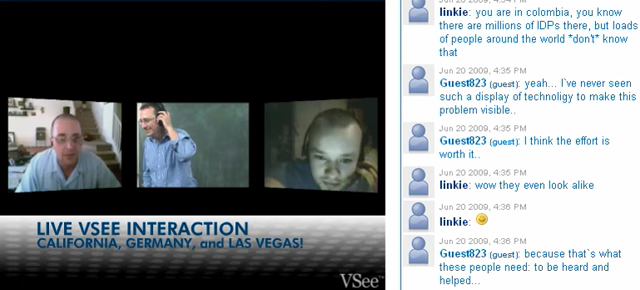 LIVE VSEE INTERACTION
CALIFORNIA, GERMANY, and LAS VEGAS!
VSee
linkie: you are in colombia, you know
there are millions of IDPs there, but loads
of people around the world *don't* know
that
Jun 20 2009, 4:35 PM
Guest823 (guest): yeah... I`ve never seen
such a display of technoligy to make this
problem visible..
Jun 20 2009, 4:35 PM
Guest823 (guest): I think the effort is
worth it..
Jun 20 2009, 4:35 PM
linkie: wow they even look alike
Jun 20 2009, 4:36 PM
linkie:
Jun 20 2009, 4:36 PM
Guest823 (guest): because that`s what
these people need: to be heard and
helped...